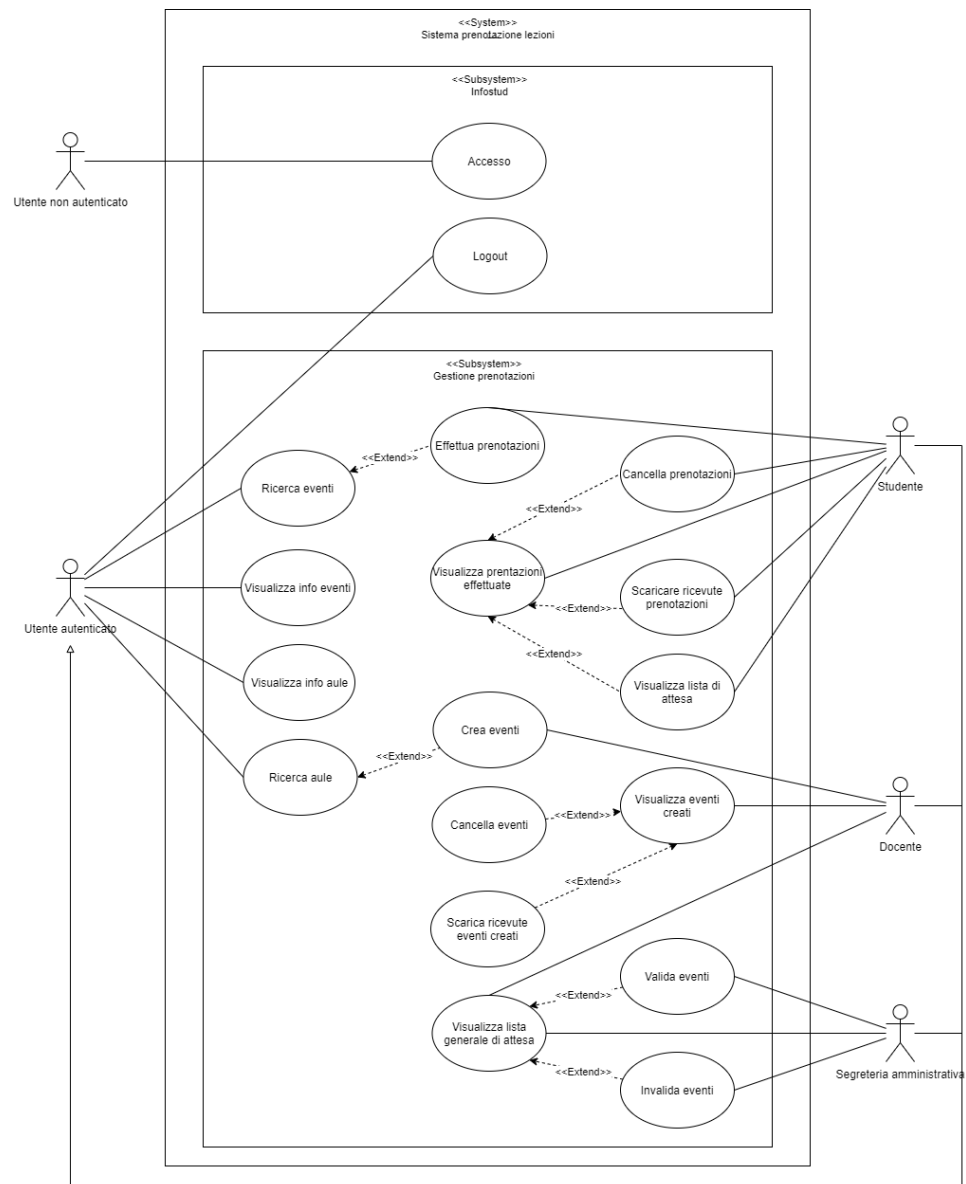 <<System>>
Sistema prenotazione lezioni
<<Subsystem>>
Infostud
Accesso
Utente non autenticato
Logout
<<Subsystem>>
Gestione prenotazioni
Effettua prenotazioni
<<Extend>>
Cancella prenotazioni
Ricerca eventi
Studente
<<Extend>>
Visualizza prentazioni
effettuate
Visualizza info eventi
Scaricare ricevute
prenotazioni
<<Extend>>
Utente autenticato
<<Extend>>
Visualizza info aule
Visualizza lista di
attesa
Crea eventi
<<Extend>>
Ricerca aule
Visualizza eventi
creati
<<Extend>>
Cancella eventi
Docente
<<Extend>>
Scarica ricevute
eventi creati
Valida eventi
<<Extend>>
Visualizza lista
generale di attesa
<<Extend>>
Segreteria amministrativa
Invalida eventi